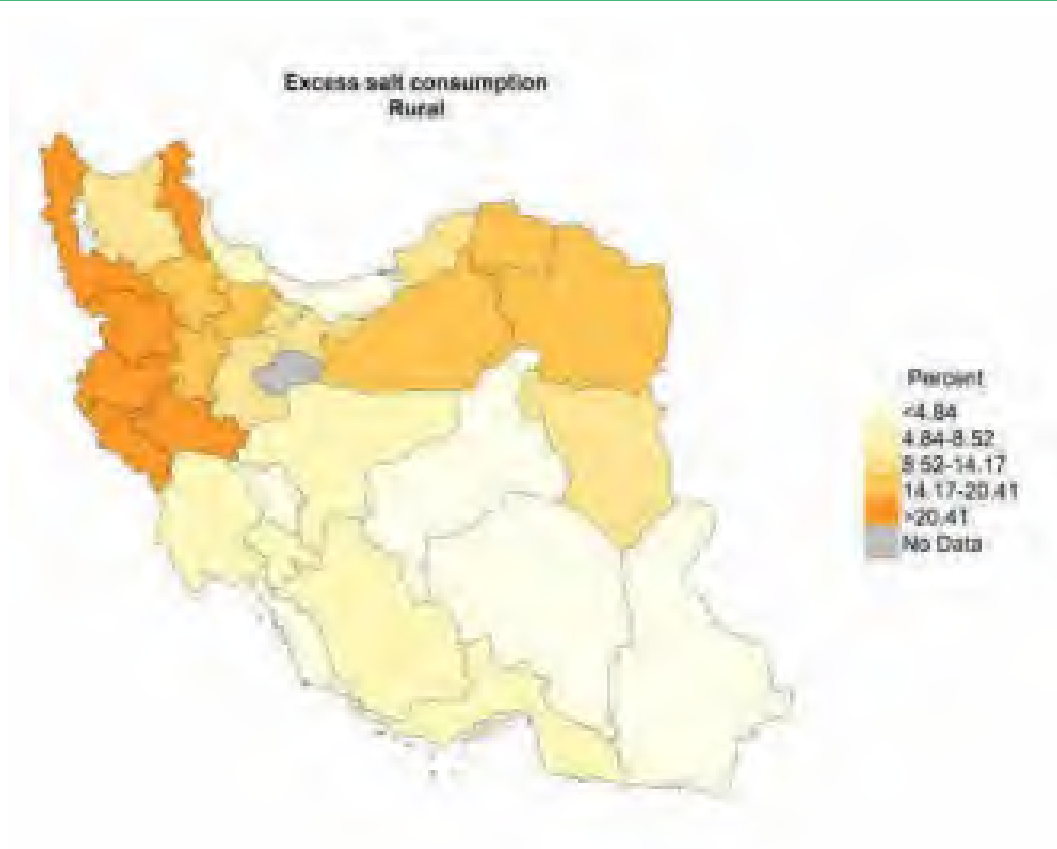 Excess salt consumption
Rural
Percent
<4.84
4.84-8.52
8.52-14.17
14.17-20.41
>20.41
No Data